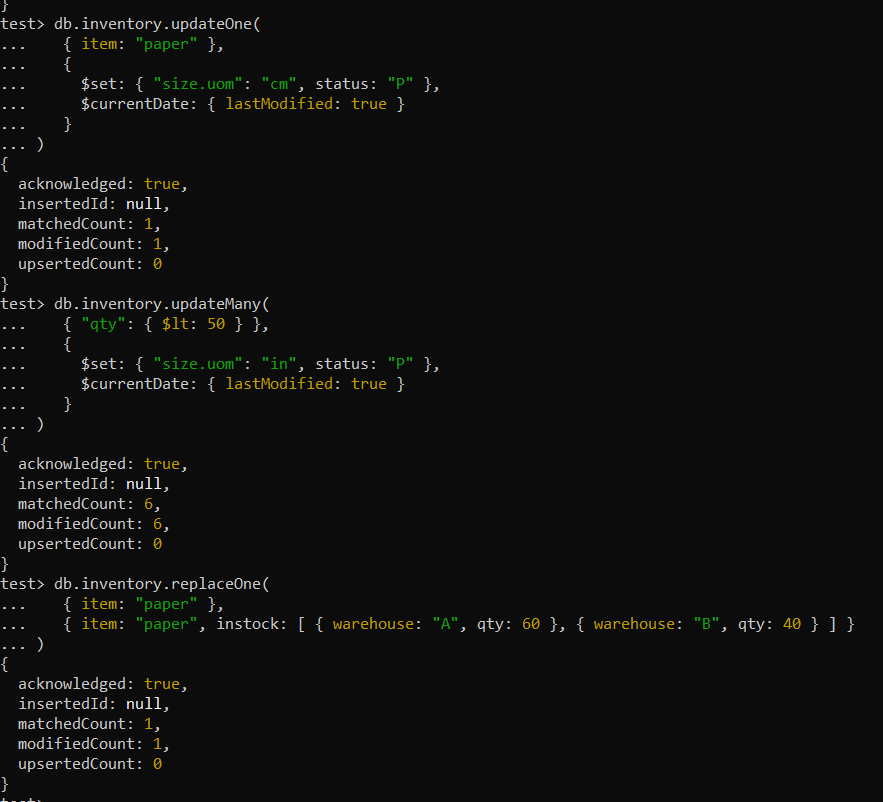 }
test> db.inventory.updateOne(
...    { item: "paper" },
...    {
...      $set: { "size.uom": "cm", status: "P" },
...      $currentDate: { lastModified: true }
...    }
... )
{
  acknowledged: true,
  insertedId: null,
  matchedCount: 1,
  modifiedCount: 1,
  upsertedCount: 0
}
test> db.inventory.updateMany(
...    { "qty": { $lt: 50 } },
...    {
...      $set: { "size.uom": "in", status: "P" },
...      $currentDate: { lastModified: true }
...    }
... )
{
  acknowledged: true,
  insertedId: null,
  matchedCount: 6,
  modifiedCount: 6,
  upsertedCount: 0
}
test> db.inventory.replaceOne(
...    { item: "paper" },
...    { item: "paper", instock: [ { warehouse: "A", qty: 60 }, { warehouse: "B", qty: 40 } ] }
... )
{
  acknowledged: true,
  insertedId: null,
  matchedCount: 1,
  modifiedCount: 1,
  upsertedCount: 0
}
test>